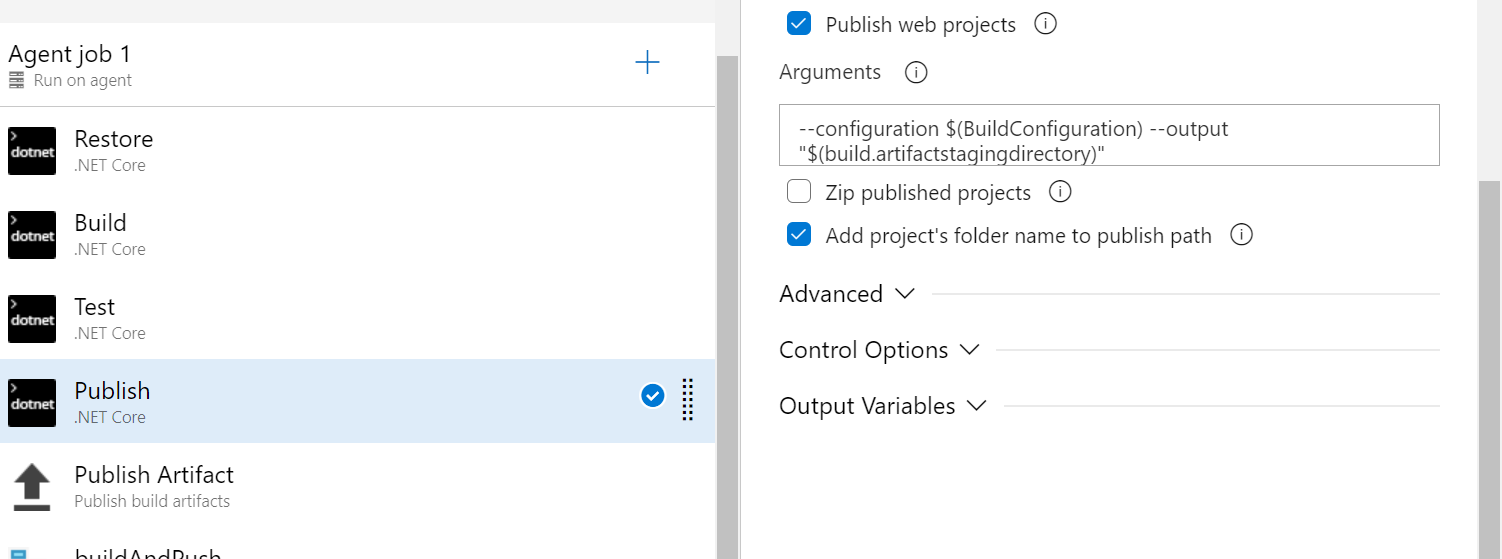 Agent job 1
Run on agent
>
dotnet
Restore
.NET Core
>
dotnet
Build
.NET Core
>
dotnet
Test
.NET Core
>
dotnet
Publish
.NET Core
Publish Artifact
Publish build artifacts
buildAndPush
Publish web projects
Arguments
--configuration $(BuildConfiguration) --output
"$(build.artifactstagingdirectory)"
Zip published projects
Add project's folder name to publish path
Advanced
Control Options
Output Variables